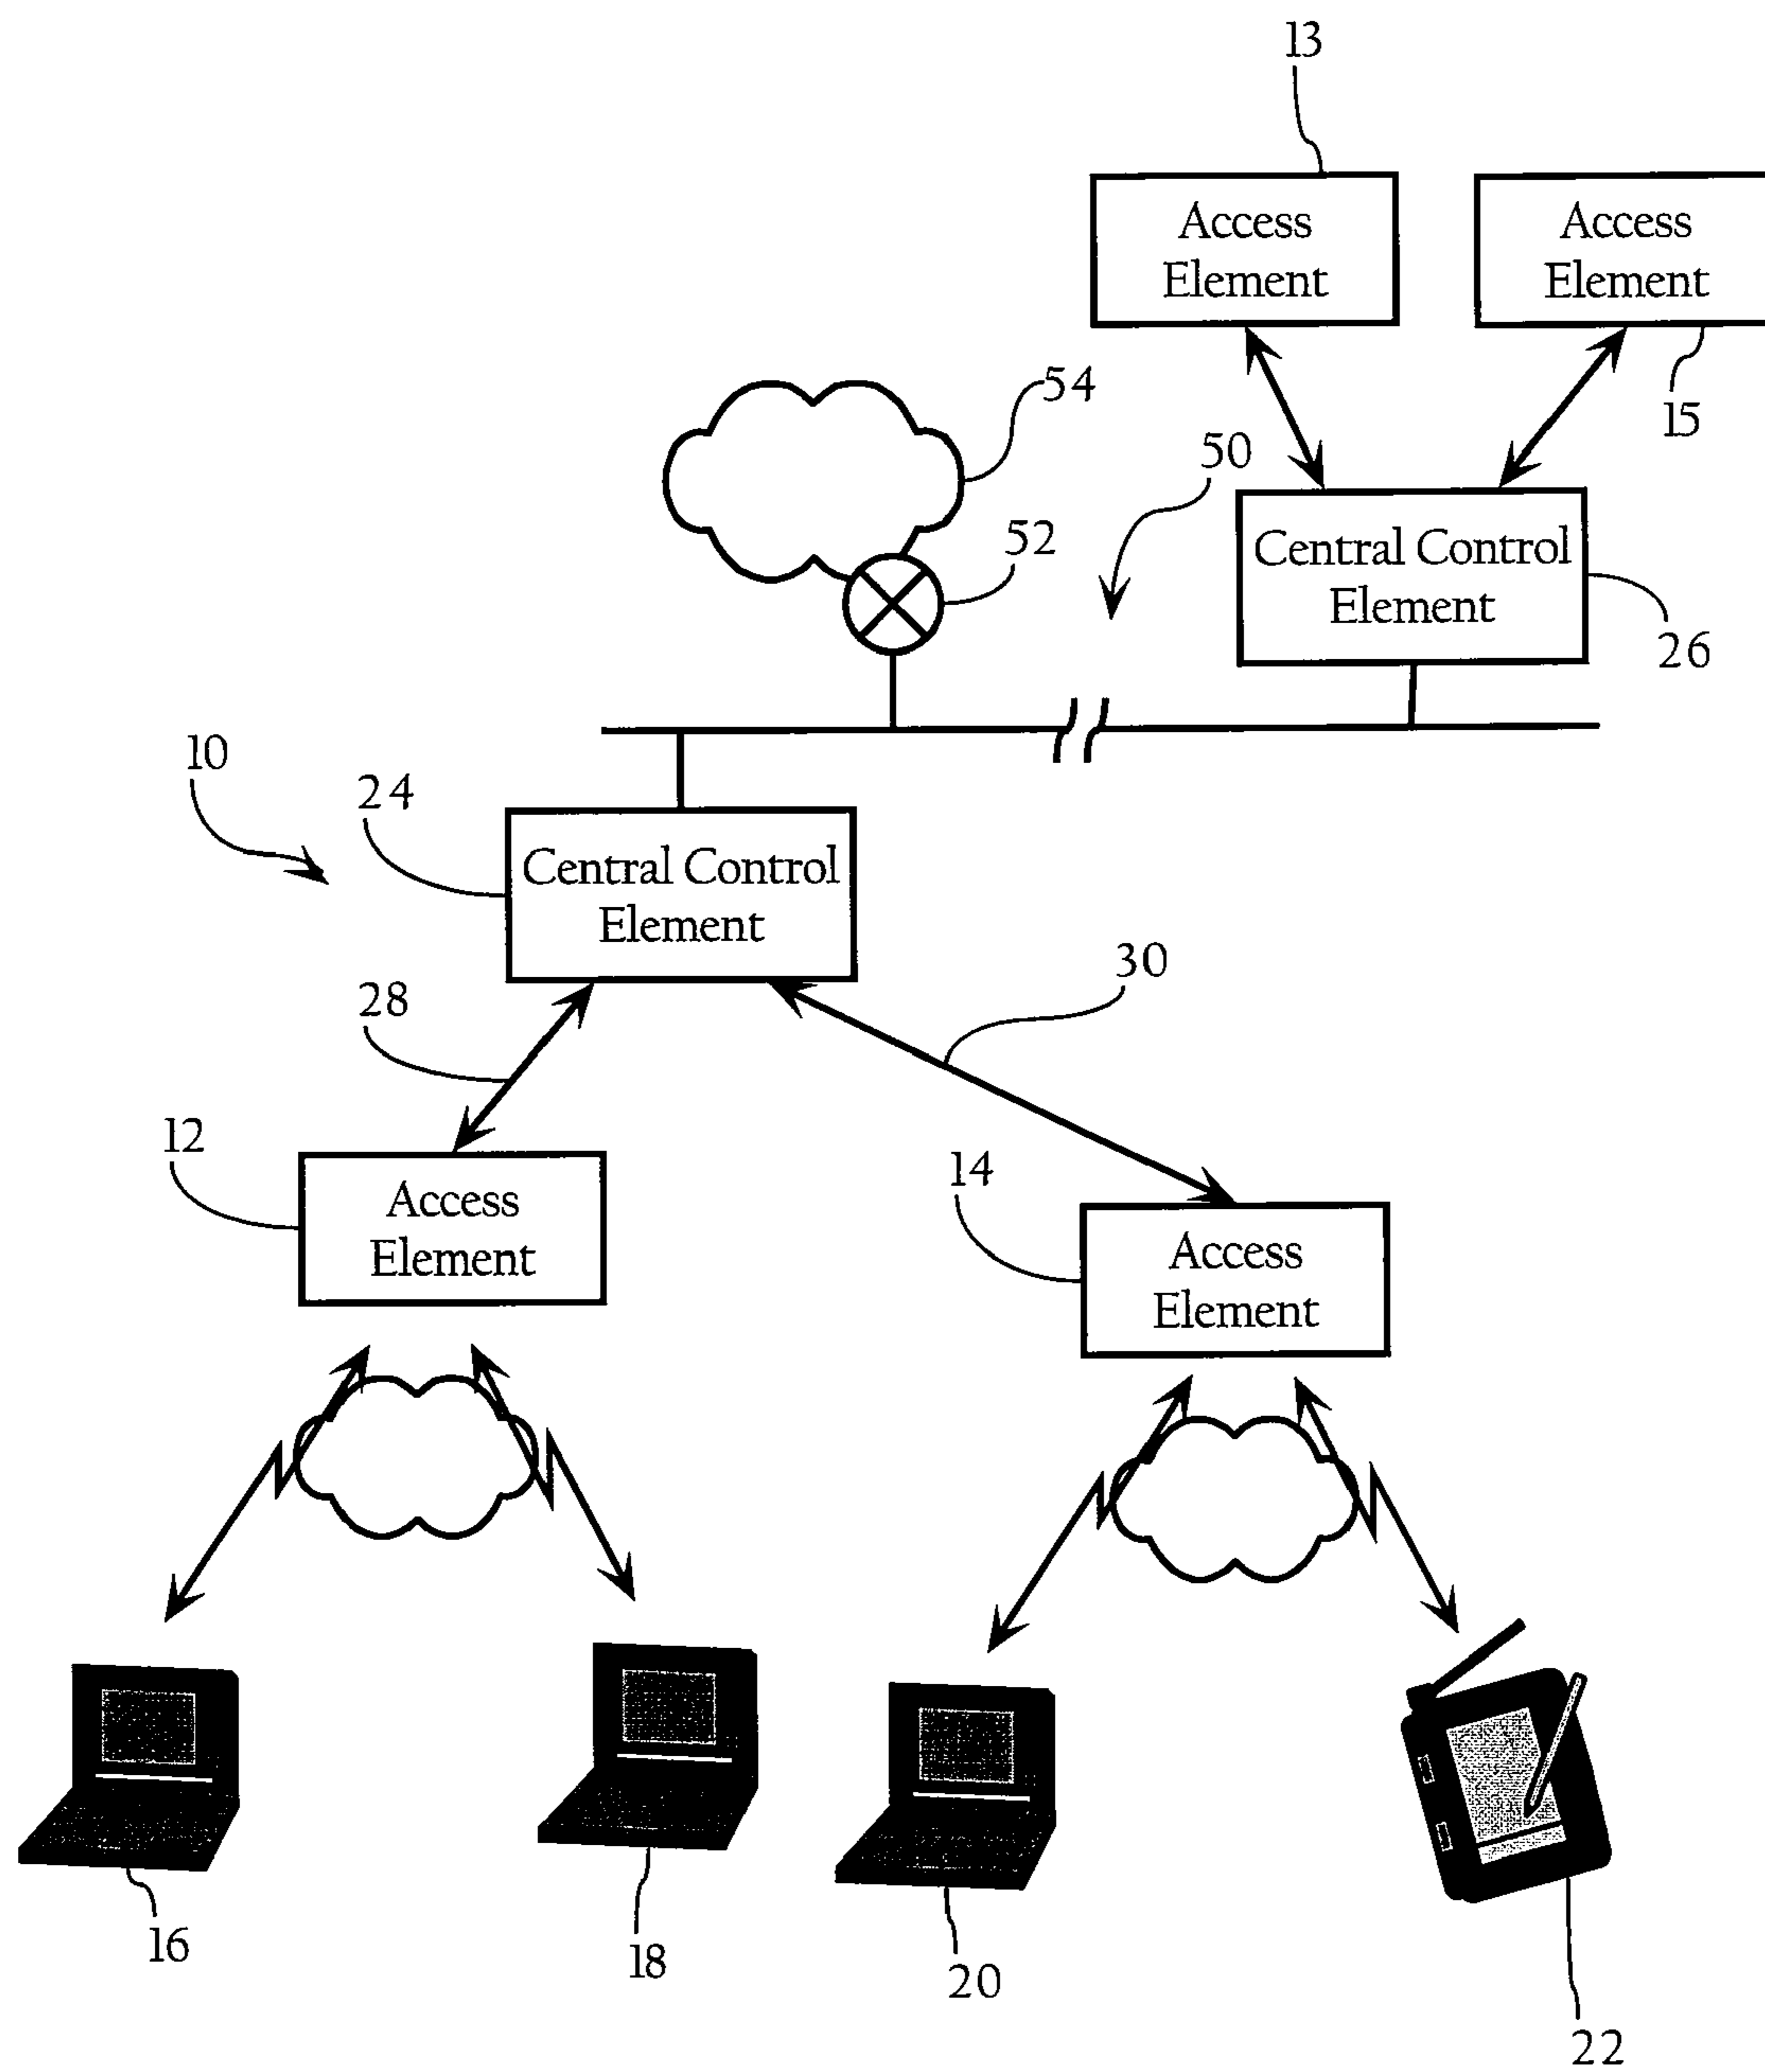 13
Access
Element
Access
Element
15
54
50
52
Central Control
Element
26
10
24
Central Control
Element
28
30
12
Access
Element
14
Access
Element
16
18
20
22